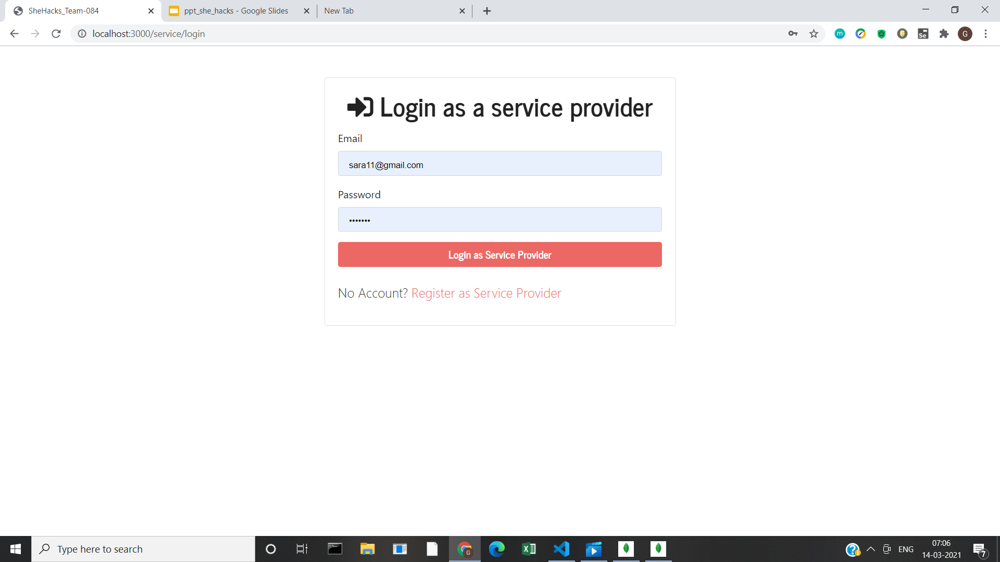 SheHacks_Team-084
ppt_she_hacks - Google Slides
New Tab
localhost:3000/service/login
m
Se
G
Login as a service provider
Email
sara11@gmail.com
Password
Login as Service Provider
No Account? Register as Service Provider
Type here to search
G
ENG
07:06
14-03-2021
7